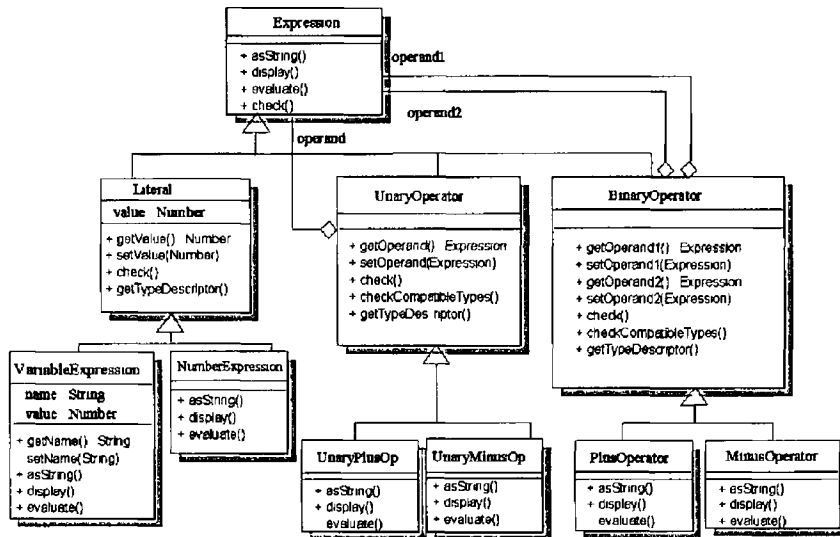 Expression
+ asString()
+ display()
+ evaluate()
+ check()
operand1
operand2
operand
Literal
value Number
+ getValue() Number
+ setValue(Number)
+ check()
+ getTypeDescriptor()
UnaryOperator
+ getOperand() Expression
+ setOperand(Expression)
+ check()
+ checkCompatibleTypes()
+ getTypeDes nptor()
BinaryOperator
+ getOperand1() Expression
+ setOperand1(Expression)
+ getOperand2() Expression
+ setOperand2(Expression)
+ check()
+ checkCompatibleTypes()
+ getTypeDescriptor()
VariableExpression
name String
value Number
+ getName() String
setName(String)
+ asString()
+ display()
+ evaluate()
NumberExpression
+ asString()
+ display()
+ evaluate()
UnaryPlusOp
+ asString()
+ display()
evaluate()
UnaryMinusOp
+ asString()
+ display()
+ evaluate()
PlusOperator
+ asString()
+ display()
evaluate()
MinusOperator
+ asString()
+ display()
+ evaluate()